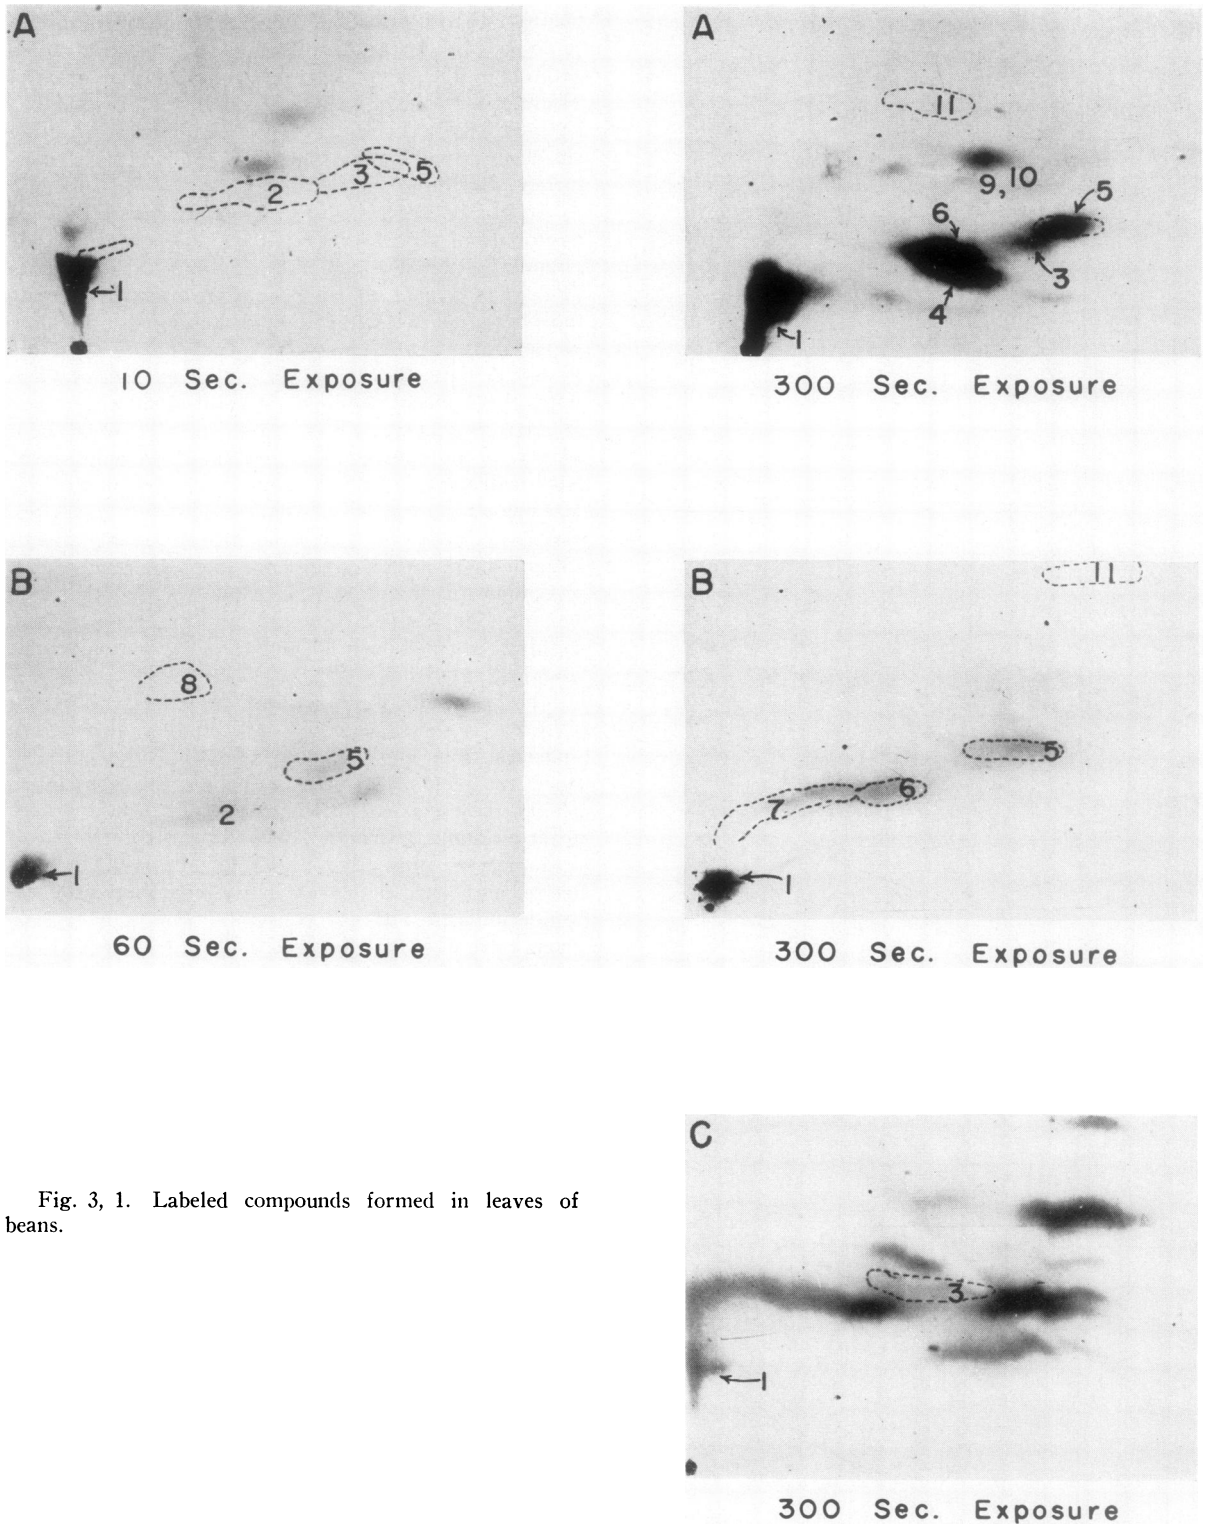 A
2
3
5
1
10 Sec. Exposure
A
11
9,10
5
6
3
4
1
300 Sec. Exposure
B
8
5
2
1
60 Sec. Exposure
B
11
5
6
7
1
300 Sec. Exposure
Fig. 3, 1. Labeled compounds formed in leaves of
beans.
C
3
1
300 Sec. Exposure